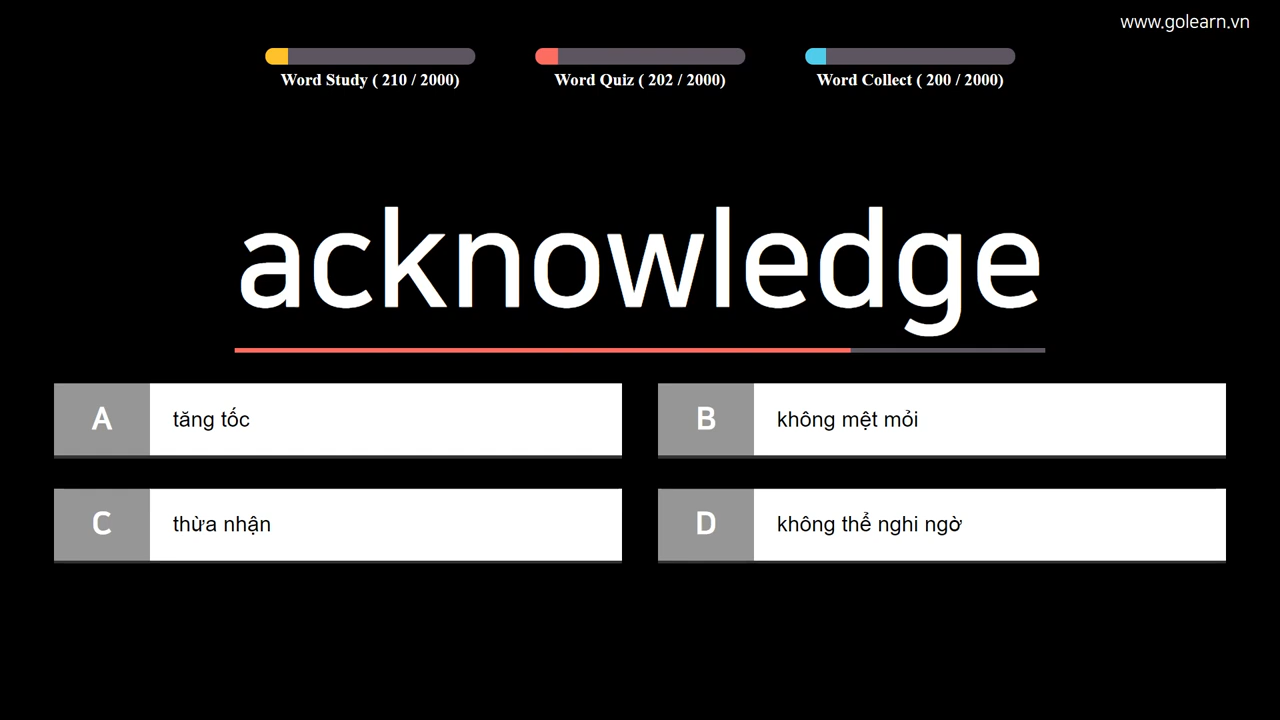 www.golearn.vn
Word Study ( 210 / 2000)
Word Quiz ( 202 / 2000)
Word Collect ( 200 / 2000)
acknowledge
A tăng tốc
B không mệt mỏi
C thừa nhận
D không thể nghi ngờ